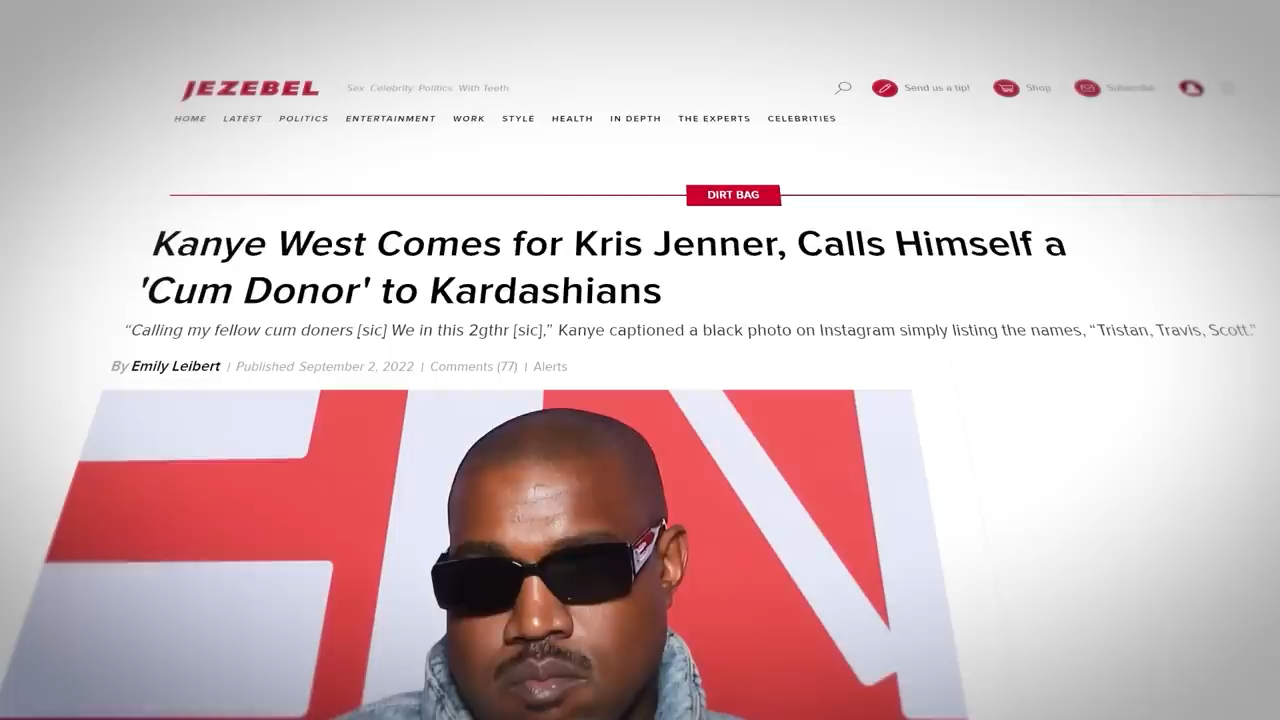 JEZEBEL
Sex. Celebrity. Politics. With Teeth
Send us a tip!
Shop
Subscribe
HOME LATEST POLITICS ENTERTAINMENT WORK STYLE HEALTH IN DEPTH THE EXPERTS CELEBRITIES
DIRT BAG
Kanye West Comes for Kris Jenner, Calls Himself a
'Cum Donor' to Kardashians
“Calling my fellow cum doners [sic] We in this 2gthr [sic],” Kanye captioned a black photo on Instagram simply listing the names, “Tristan, Travis, Scott.”
By Emily Leibert | Published September 2, 2022 | Comments (77) | Alerts